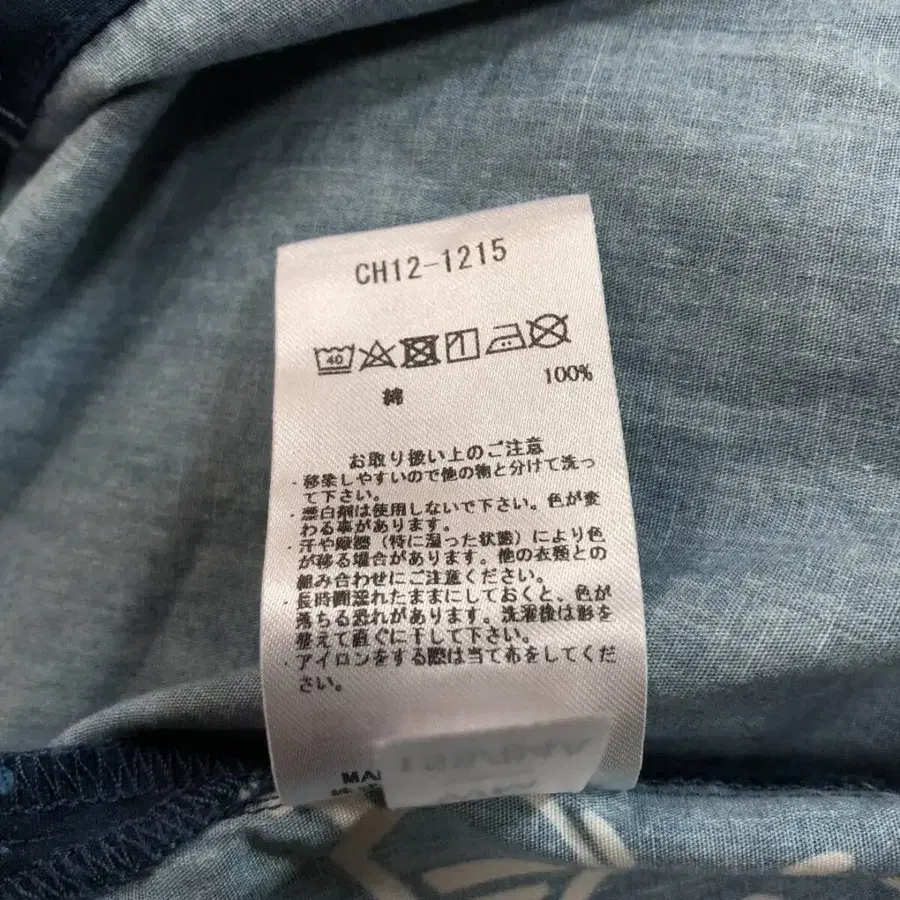 CH12-1215
40
綿 100%
お取り扱い上のご注意
・移染しやすいので他の物と分けて洗っ
て下さい。
・漂白剤は使用しないで下さい。色が変
わる事があります。
・汗や摩擦（特に湿った状態）により色
が移る場合があります。他の衣類との
組み合わせにご注意ください。
・長時間濡れたままにしておくと、色が
落ちる恐れがあります。洗濯後は形を
整えて直ぐに干して下さい。
・アイロンをする際は当て布をしてくだ
さい。
MA